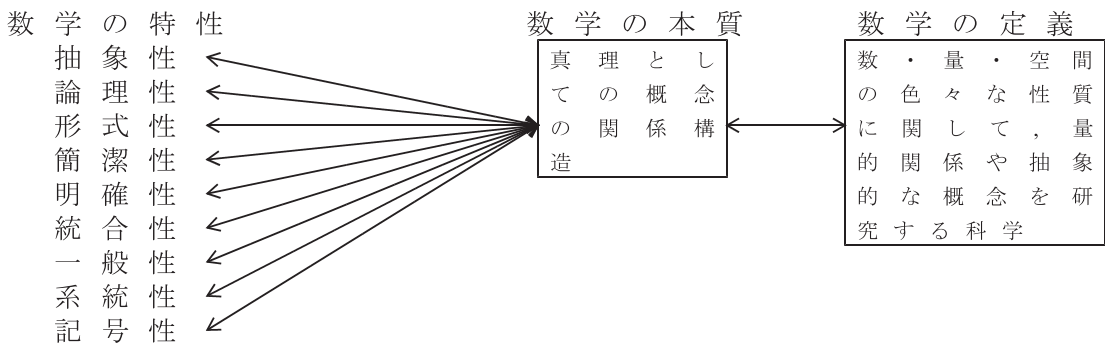 数学の特性
抽象性
論理性
形式性
簡潔性
明確性
統合性
一般性
系統性
記号性
数学の本質
真理とし
ての概念
の関係構
造
数学の定義
数・量・空間
の色々な性質
に関して，量
的関係や抽象
的な概念を研
究する科学